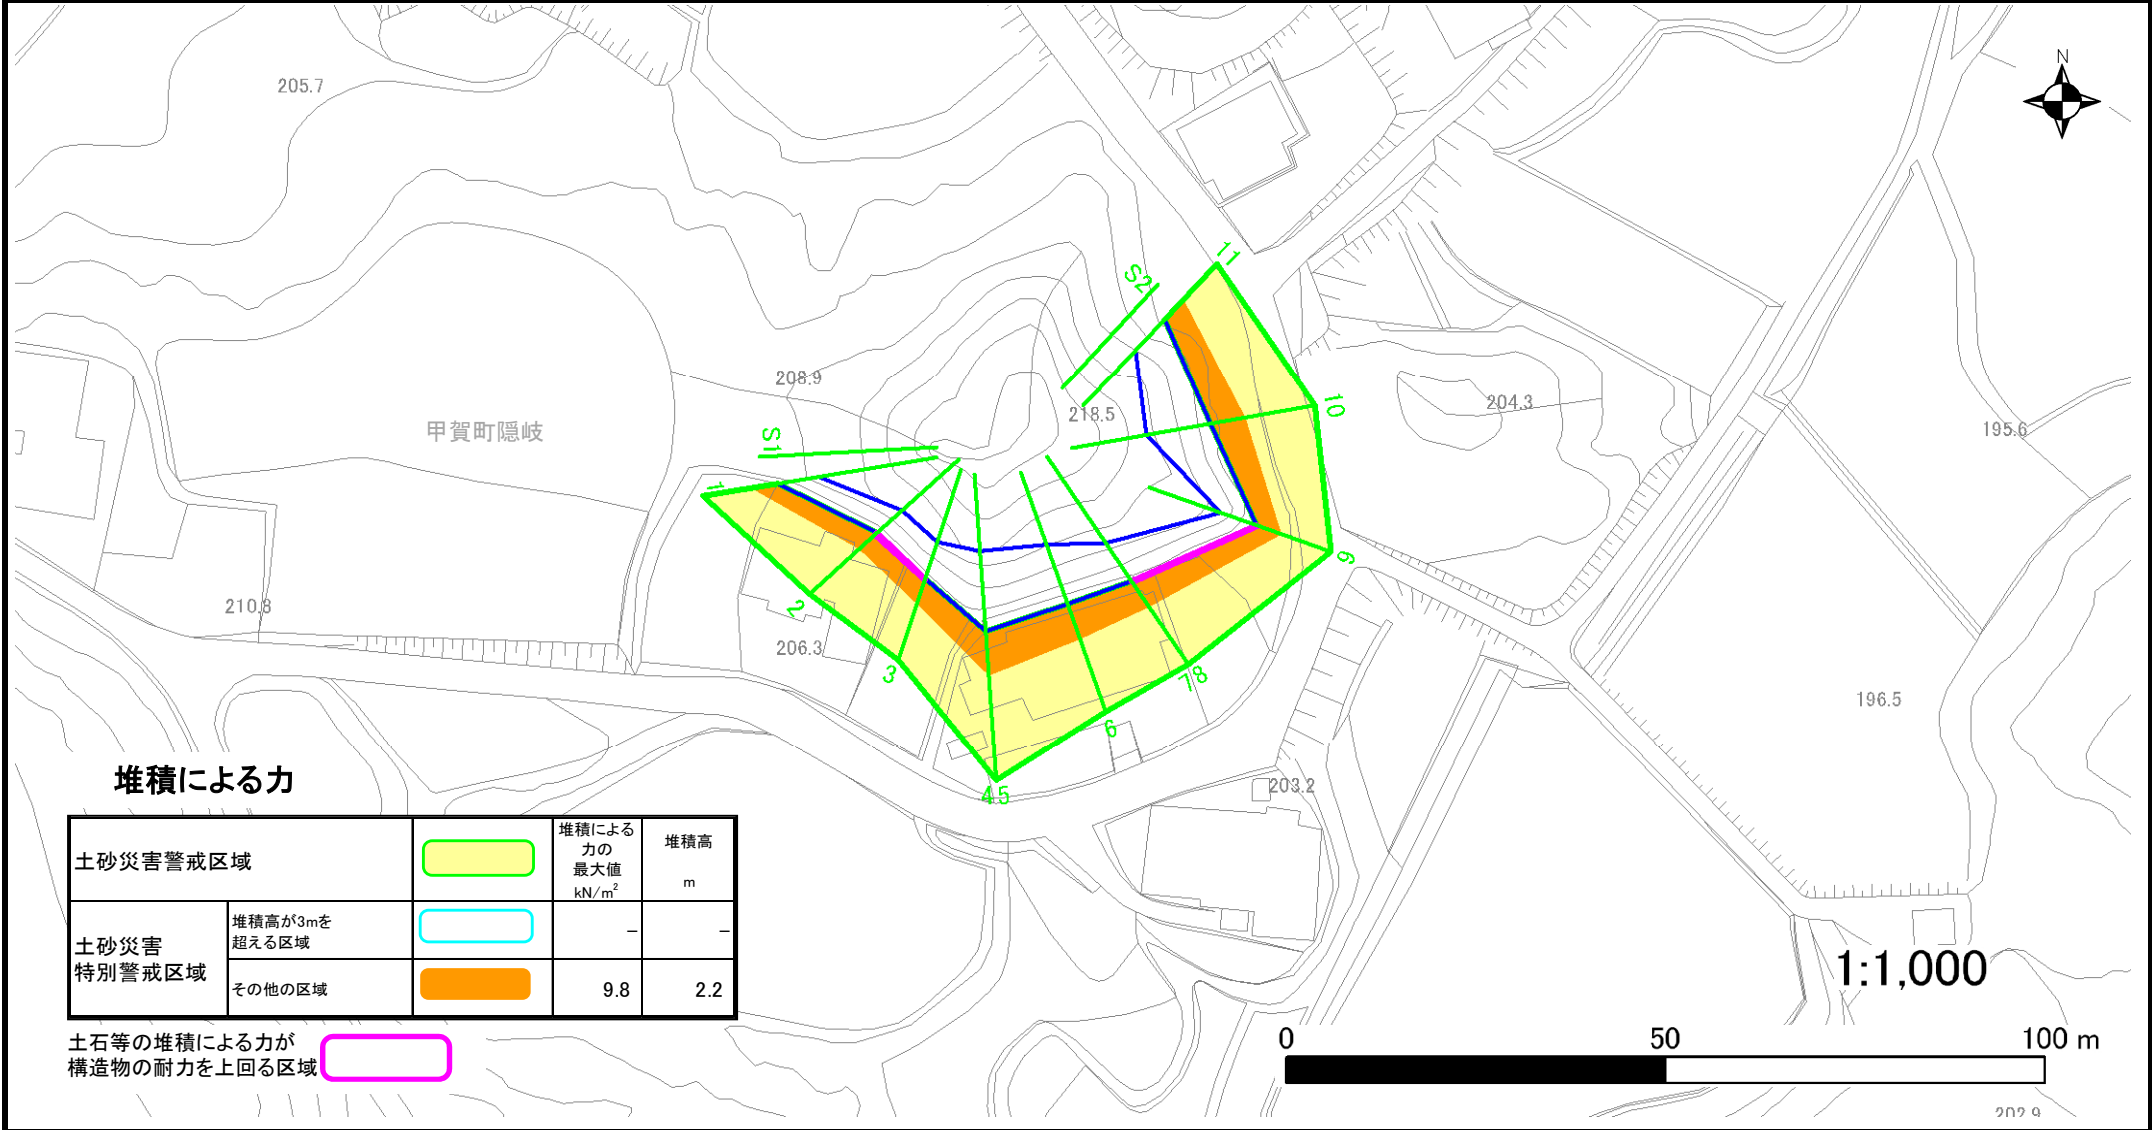 205.7
N
11
S2
208.9
218.5
10
204.3
195.6
甲賀町隠岐
S1
1
9
210.8
2
206.3
3
7
8
6
196.5
4
5
203.2
堆積による力
土砂災害警戒区域
堆積による
力の
最大値
kN/m²
堆積高
m
土砂災害
特別警戒区域
堆積高が3mを
超える区域
－
－
その他の区域
9.8
2.2
土石等の堆積による力が
構造物の耐力を上回る区域
1:1,000
0
50
100 m
202.9